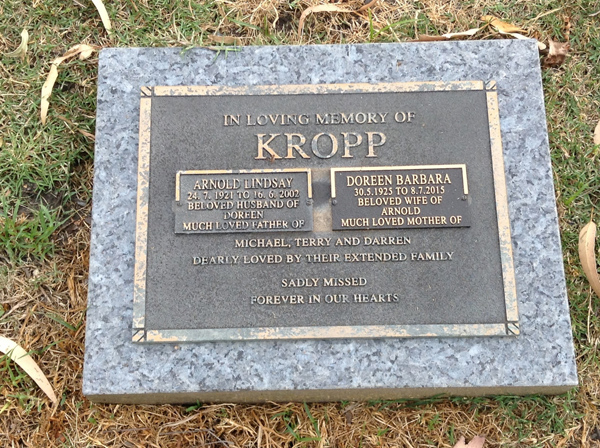 IN LOVING MEMORY OF
KROPP
ARNOLD LINDSAY
24. 7. 1921 TO 16. 6. 2002
BELOVED HUSBAND OF
DOREEN
MUCH LOVED FATHER OF
DOREEN BARBARA
30.5.1925 TO 8.7.2015
BELOVED WIFE OF
ARNOLD
MUCH LOVED MOTHER OF
MICHAEL, TERRY AND DARREN
DEARLY LOVED BY THEIR EXTENDED FAMILY
SADLY MISSED
FOREVER IN OUR HEARTS